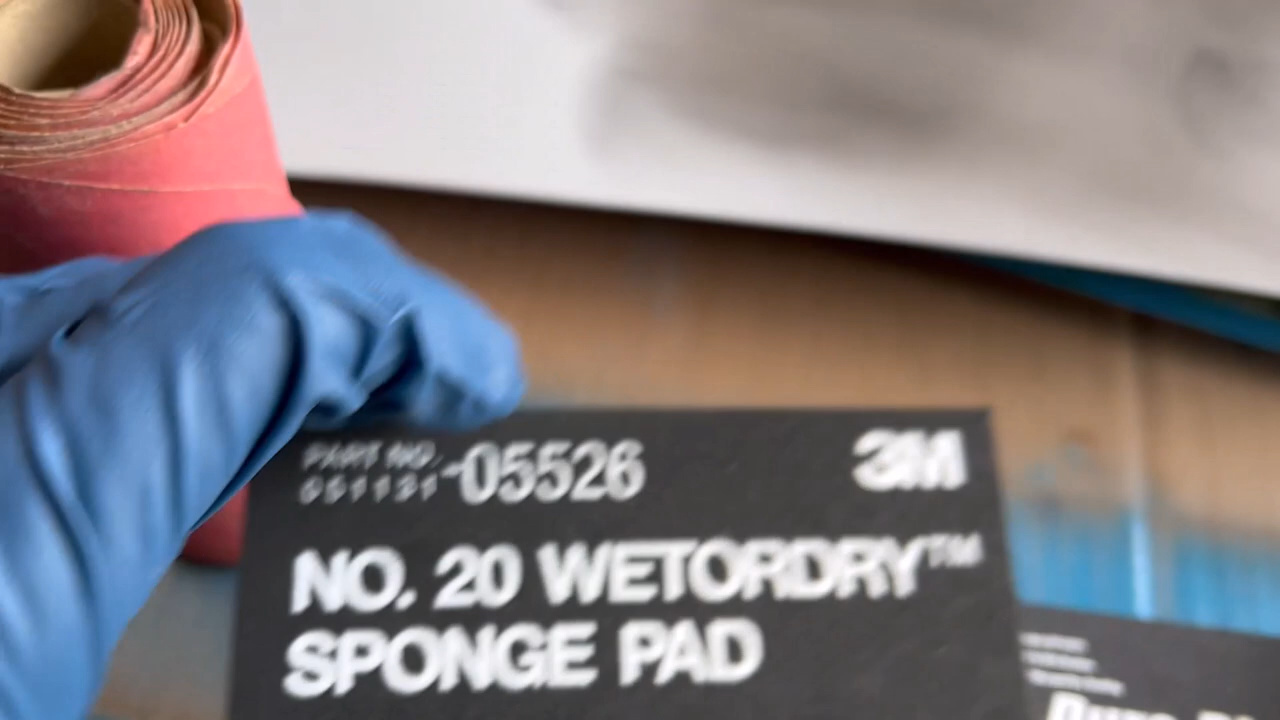 PART NO.
051131-05526
3M
NO. 20 WETORDRY™
SPONGE PAD